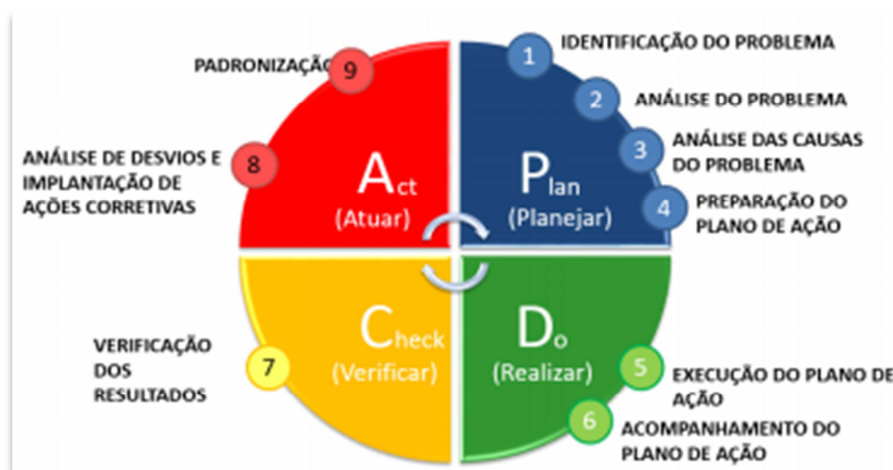 1
IDENTIFICAÇÃO DO PROBLEMA
2
ANÁLISE DO PROBLEMA
3
ANÁLISE DAS CAUSAS
DO PROBLEMA
4
PREPARAÇÃO DO
PLANO DE AÇÃO
Plan
(Planejar)
Do
(Realizar)
5
EXECUÇÃO DO PLANO DE
AÇÃO
6
ACOMPANHAMENTO DO
PLANO DE AÇÃO
Check
(Verificar)
7
VERIFICAÇÃO
DOS
RESULTADOS
Act
(Atuar)
8
ANÁLISE DE DESVIOS E
IMPLANTAÇÃO DE
AÇÕES CORRETIVAS
9
PADRONIZAÇÃO